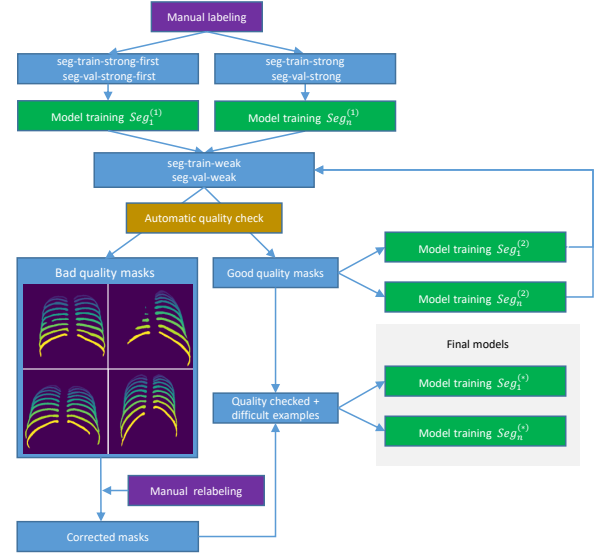 Manual labeling
seg-train-strong-first
seg-val-strong-first
seg-train-strong
seg-val-strong
Model training Seg₁⁽¹⁾
Model training Segₙ⁽¹⁾
seg-train-weak
seg-val-weak
Automatic quality check
Bad quality masks
Good quality masks
Model training Seg₁⁽²⁾
Model training Segₙ⁽²⁾
Final models
Quality checked +
difficult examples
Model training Seg₁⁽*⁾
Model training Segₙ⁽*⁾
Manual relabeling
Corrected masks